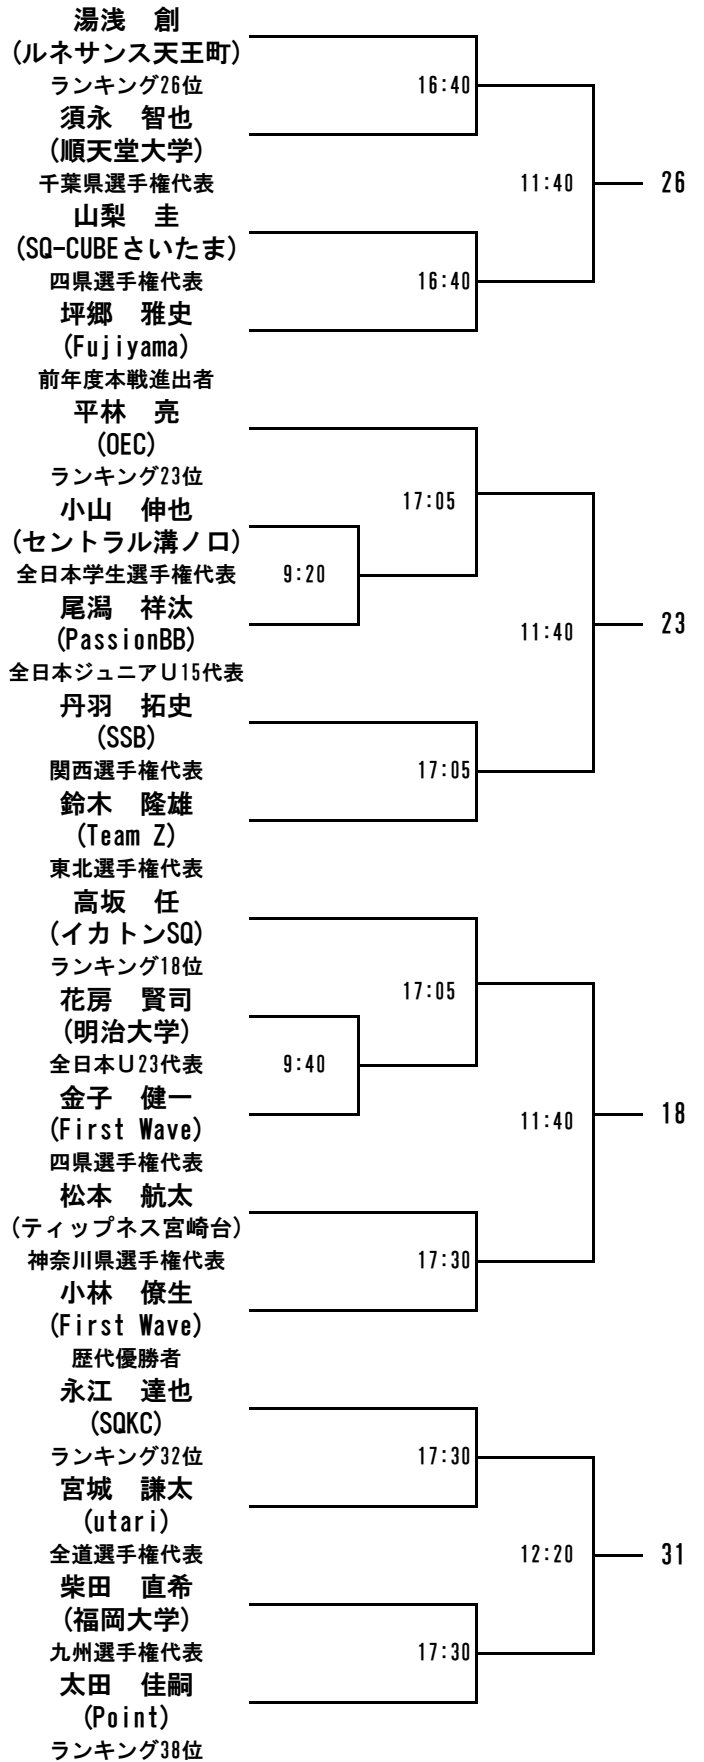 湯浅　創
(ルネサンス天王町)
ランキング26位
16:40
須永　智也
(順天堂大学)
千葉県選手権代表
11:40
26
山梨　圭
(SQ-CUBEさいたま)
四県選手権代表
16:40
坪郷　雅史
(Fujiyama)
前年度本戦進出者
平林　亮
(OEC)
ランキング23位
17:05
小山　伸也
(セントラル溝ノ口)
全日本学生選手権代表
9:20
尾潟　祥汰
(PassionBB)
11:40
23
全日本ジュニアU15代表
丹羽　拓史
(SSB)
関西選手権代表
17:05
鈴木　隆雄
(Team Z)
東北選手権代表
高坂　任
(イカトンSQ)
ランキング18位
17:05
花房　賢司
(明治大学)
全日本U23代表
9:40
金子　健一
(First Wave)
11:40
18
四県選手権代表
松本　航太
(ティップネス宮崎台)
神奈川県選手権代表
17:30
小林　僚生
(First Wave)
歴代優勝者
永江　達也
(SQKC)
ランキング32位
17:30
宮城　謙太
(utari)
全道選手権代表
12:20
31
柴田　直希
(福岡大学)
九州選手権代表
17:30
太田　佳嗣
(Point)
ランキング38位